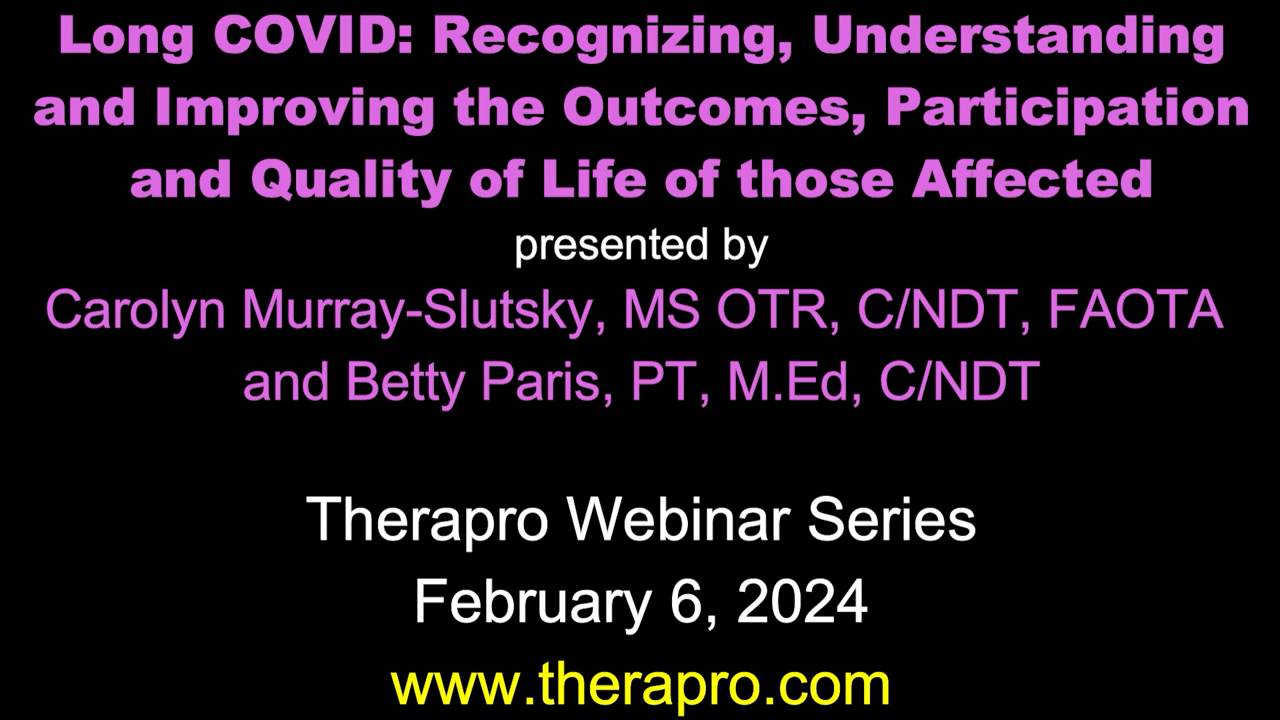 Long COVID: Recognizing, Understanding
and Improving the Outcomes, Participation
and Quality of Life of those Affected
presented by
Carolyn Murray-Slutsky, MS OTR, C/NDT, FAOTA
and Betty Paris, PT, M.Ed, C/NDT
Therapro Webinar Series
February 6, 2024
www.therapro.com